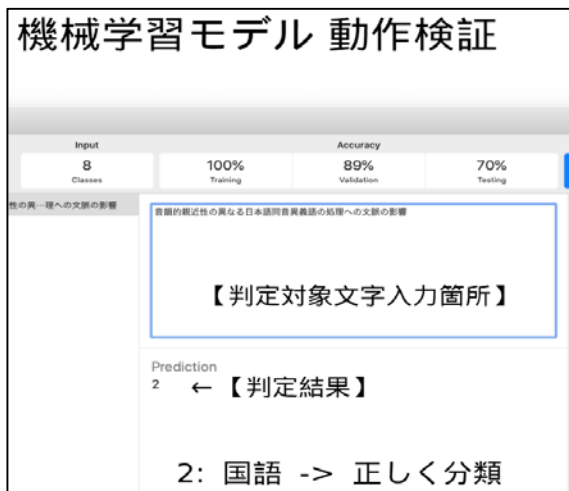 機械学習モデル 動作検証
Input
Accuracy
8
100%
89%
70%
Classes
Training
Validation
Testing
性の異…理への文脈の影響
音韻的親近性の異なる日本語同音異義語の処理への文脈の影響
【判定対象文字入力箇所】
Prediction
2 ←【判定結果】
2: 国語 -> 正しく分類